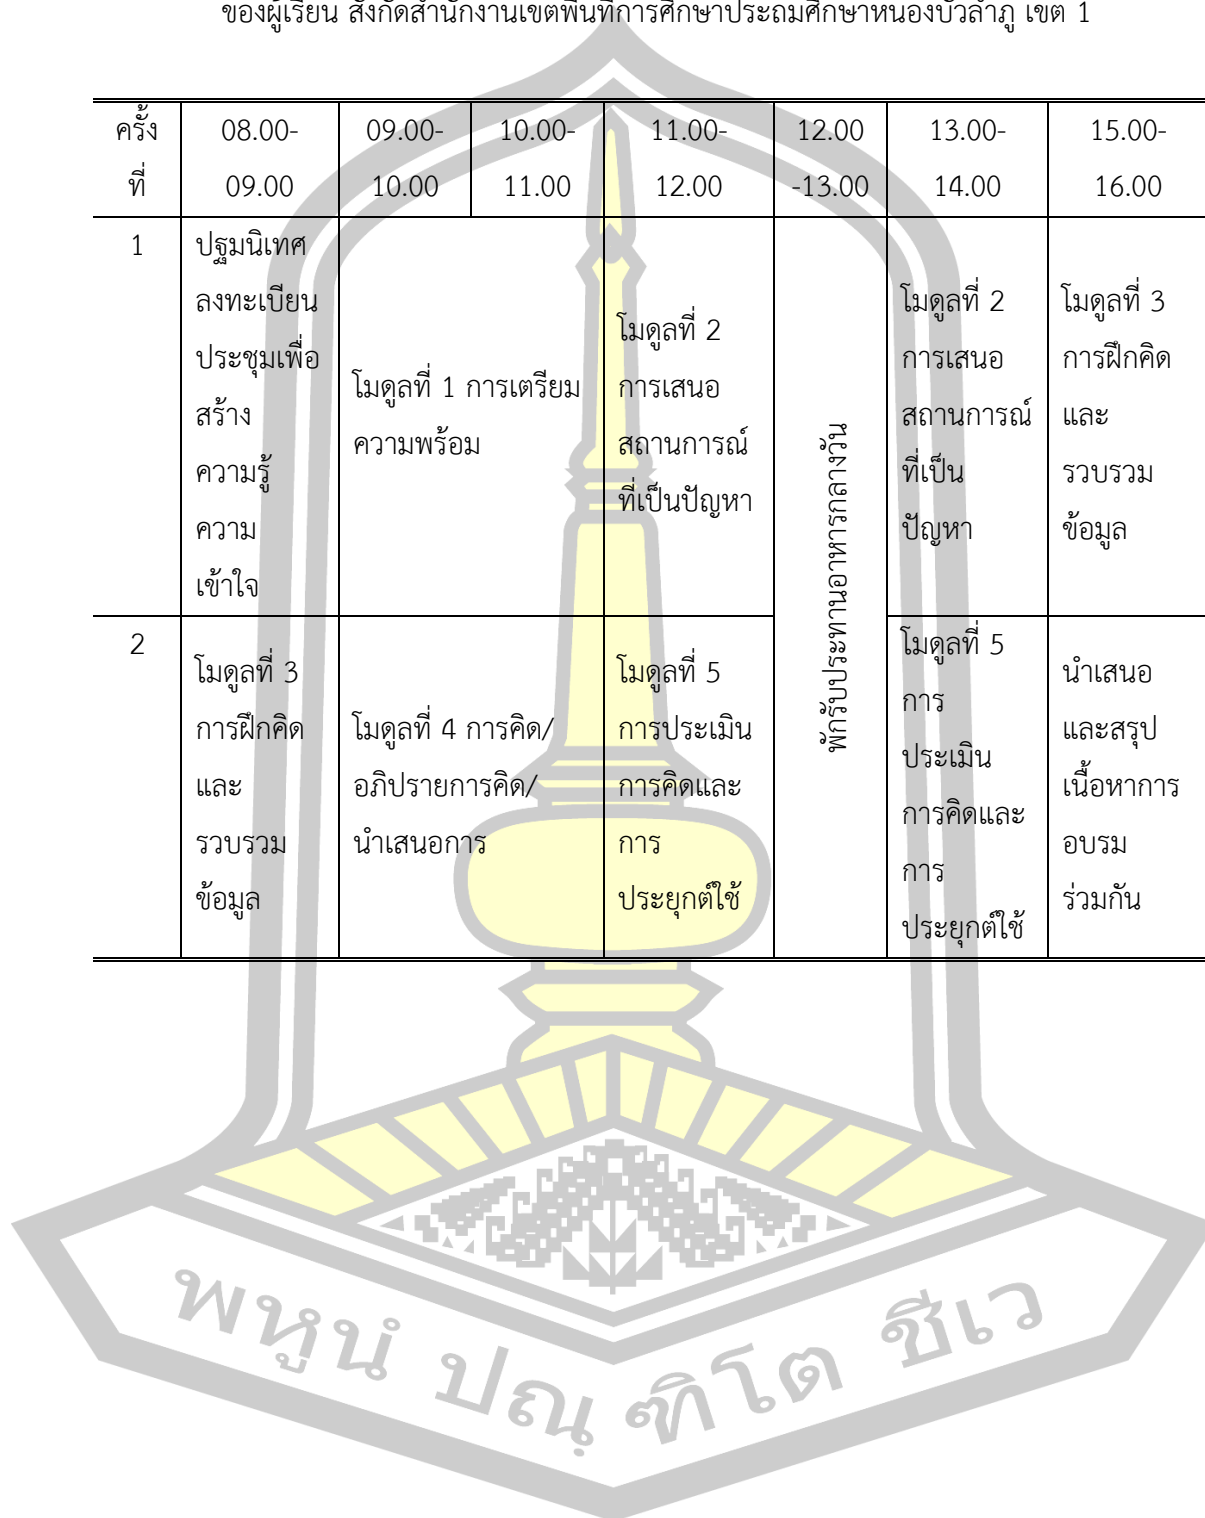 ของผู้เรียน สังกัดสำนักงานเขตพื้นที่การศึกษาประถมศึกษาหนองบัวลำภู เขต 1
ครั้ง
ที่
08.00-
09.00
09.00-
10.00
10.00-
11.00
11.00-
12.00
12.00
-13.00
13.00-
14.00
15.00-
16.00
1
ปฐมนิเทศ
ลงทะเบียน
ประชุมเพื่อ
สร้าง
ความรู้
ความ
เข้าใจ
โมดูลที่ 1 การเตรียม
ความพร้อม
โมดูลที่ 2
การเสนอ
สถานการณ์
ที่เป็นปัญหา
พักรับประทานอาหารกลางวัน
โมดูลที่ 2
การเสนอ
สถานการณ์
ที่เป็น
ปัญหา
โมดูลที่ 3
การฝึกคิด
และ
รวบรวม
ข้อมูล
2
โมดูลที่ 3
การฝึกคิด
และ
รวบรวม
ข้อมูล
โมดูลที่ 4 การคิด/
อภิปรายการคิด/
นำเสนอการ
โมดูลที่ 5
การประเมิน
การคิดและ
การ
ประยุกต์ใช้
โมดูลที่ 5
การ
ประเมิน
การคิดและ
การ
ประยุกต์ใช้
นำเสนอ
และสรุป
เนื้อหาการ
อบรม
ร่วมกัน
พหูนํ ปณฺฑิโต ชีเว